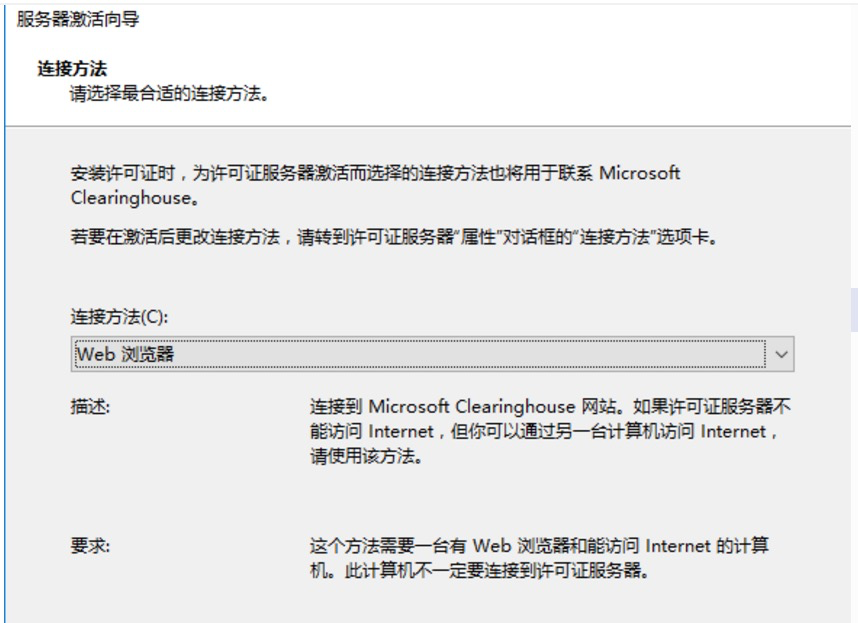 服务器激活向导
连接方法
请选择最合适的连接方法。
安装许可证时，为许可证服务器激活而选择的连接方法也将用于联系 Microsoft
Clearinghouse。
若要在激活后更改连接方法，请转到许可证服务器“属性”对话框的“连接方法”选项卡。
连接方法(C):
Web 浏览器
描述:
连接到 Microsoft Clearinghouse 网站。如果许可证服务器不
能访问 Internet，但你可以通过另一台计算机访问 Internet，
请使用该方法。
要求:
这个方法需要一台有 Web 浏览器和能访问 Internet 的计算
机。此计算机不一定要连接到许可证服务器。